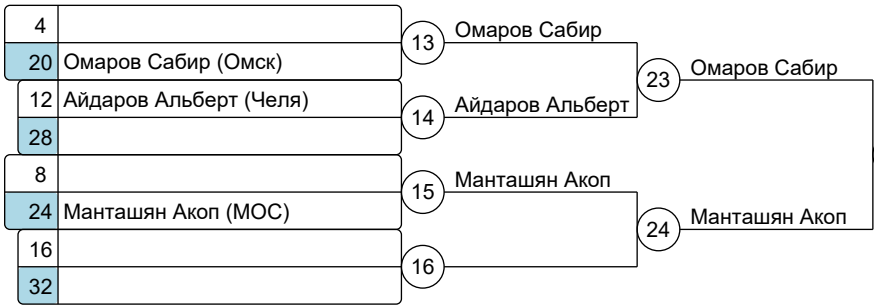 4
20 Омаров Сабир (Омск)
13
Омаров Сабир
12 Айдаров Альберт (Челя)
28
14
Айдаров Альберт
23
Омаров Сабир
8
24 Манташян Акоп (МОС)
15
Манташян Акоп
16
32
16
24
Манташян Акоп